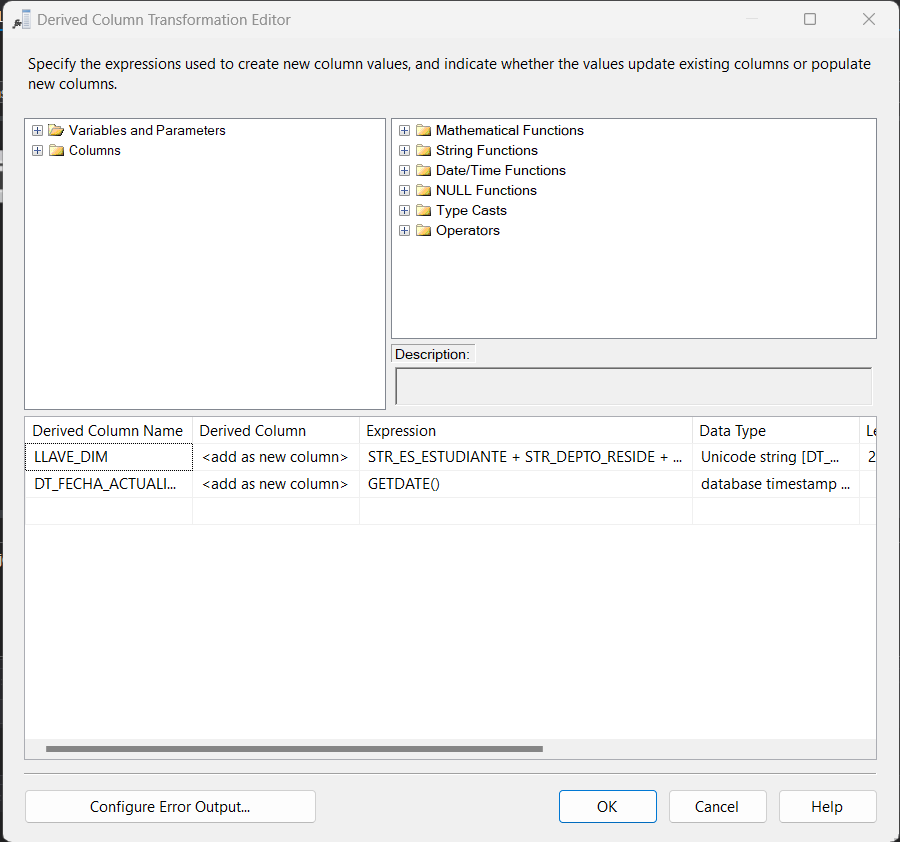 Derived Column Transformation Editor
Specify the expressions used to create new column values, and indicate whether the values update existing columns or populate
new columns.
Variables and Parameters
Columns
Mathematical Functions
String Functions
Date/Time Functions
NULL Functions
Type Casts
Operators
Description:
Derived Column Name Derived Column Expression Data Type Le
LLAVE_DIM <add as new column> STR_ES_ESTUDIANTE + STR_DEPTO_RESIDE + ... Unicode string [DT_... 2
DT_FECHA_ACTUALI... <add as new column> GETDATE() database timestamp ...
Configure Error Output... OK Cancel Help